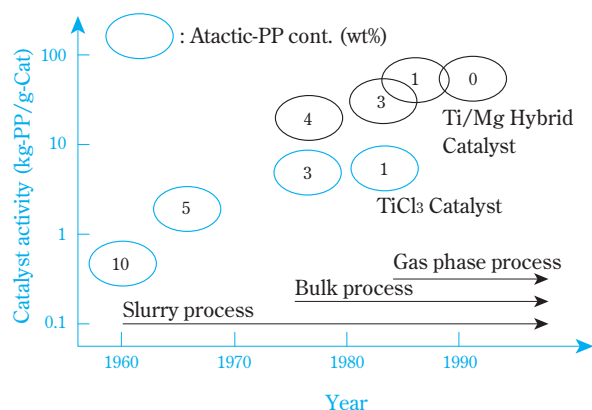 : Atactic-PP cont. (wt%)
Catalyst activity (kg-PP/g-Cat)
100
10
1
0.1
10
5
4
3
3
1
1
0
Ti/Mg Hybrid
Catalyst
TiCl3 Catalyst
Gas phase process
Bulk process
Slurry process
1960
1970
1980
1990
Year